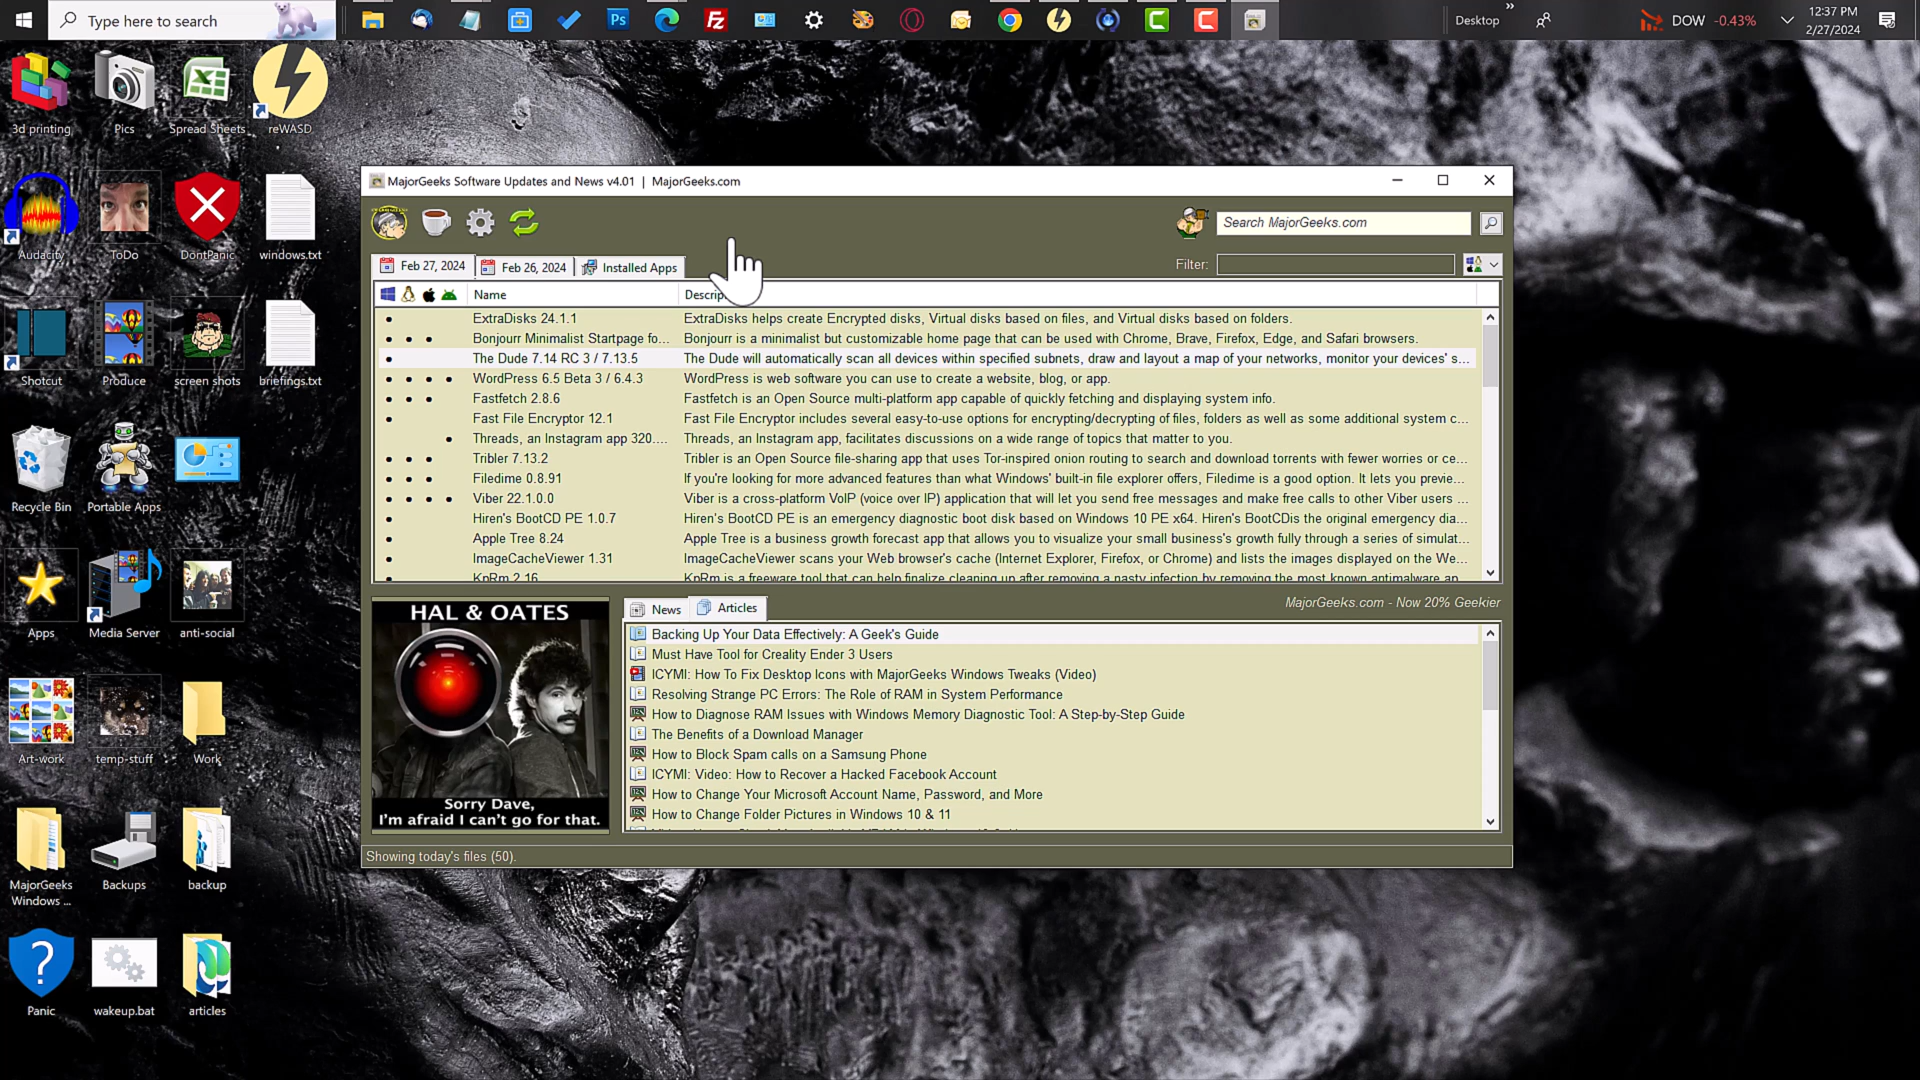 Type here to search
Desktop
»
DOW -0.43%
12:37 PM
2/27/2024
3d printing
Pics
Spread Sheets
reWASD
Audacity
ToDo
DontPanic
windows.txt
Shotcut
Produce
screen shots
briefings.txt
Recycle Bin
Portable Apps
Apps
Media Server
anti-social
Art-work
temp-stuff
Work
MajorGeeks
Windows ...
Backups
backup
Panic
wakeup.bat
articles
MajorGeeks Software Updates and News v4.01 | MajorGeeks.com
Search MajorGeeks.com
Feb 27, 2024
Feb 26, 2024
Installed Apps
Filter:
Name
ExtraDisks 24.1.1 ExtraDisks helps create Encrypted disks, Virtual disks based on files, and Virtual disks based on folders.
Bonjourr Minimalist Startpage fo... Bonjourr is a minimalist but customizable home page that can be used with Chrome, Brave, Firefox, Edge, and Safari browsers.
The Dude 7.14 RC 3 / 7.13.5 The Dude will automatically scan all devices within specified subnets, draw and layout a map of your networks, monitor your devices' s...
WordPress 6.5 Beta 3 / 6.4.3 WordPress is web software you can use to create a website, blog, or app.
Fastfetch 2.8.6 Fastfetch is an Open Source multi-platform app capable of quickly fetching and displaying system info.
Fast File Encryptor 12.1 Fast File Encryptor includes several easy-to-use options for encrypting/decrypting of files, folders as well as some additional system c...
Threads, an Instagram app 320.... Threads, an Instagram app, facilitates discussions on a wide range of topics that matter to you.
Tribler 7.13.2 Tribler is an Open Source file-sharing app that uses Tor-inspired onion routing to search and download torrents with fewer worries or ce...
Filedime 0.8.91 If you're looking for more advanced features than what Windows' built-in file explorer offers, Filedime is a good option. It lets you previe...
Viber 22.1.0.0 Viber is a cross-platform VoIP (voice over IP) application that will let you send free messages and make free calls to other Viber users ...
Hiren's BootCD PE 1.0.7 Hiren's BootCD PE is an emergency diagnostic boot disk based on Windows 10 PE x64. Hiren's BootCDis the original emergency dia...
Apple Tree 8.24 Apple Tree is a business growth forecast app that allows you to visualize your small business's growth fully through a series of simulat...
ImageCacheViewer 1.31 ImageCacheViewer scans your Web browser's cache (Internet Explorer, Firefox, or Chrome) and lists the images displayed on the We...
KpRm 2.16 KpRm is a freeware tool that can help finalize cleaning up after removing a nasty infection by removing the most known antimalware ap...
HAL & OATES
Sorry Dave,
I'm afraid I can't go for that.
News
Articles
MajorGeeks.com - Now 20% Geekier
Backing Up Your Data Effectively: A Geek's Guide
Must Have Tool for Creality Ender 3 Users
ICYMI: How To Fix Desktop Icons with MajorGeeks Windows Tweaks (Video)
Resolving Strange PC Errors: The Role of RAM in System Performance
How to Diagnose RAM Issues with Windows Memory Diagnostic Tool: A Step-by-Step Guide
The Benefits of a Download Manager
How to Block Spam calls on a Samsung Phone
ICYMI: Video: How to Recover a Hacked Facebook Account
How to Change Your Microsoft Account Name, Password, and More
How to Change Folder Pictures in Windows 10 & 11
Showing today's files (50).